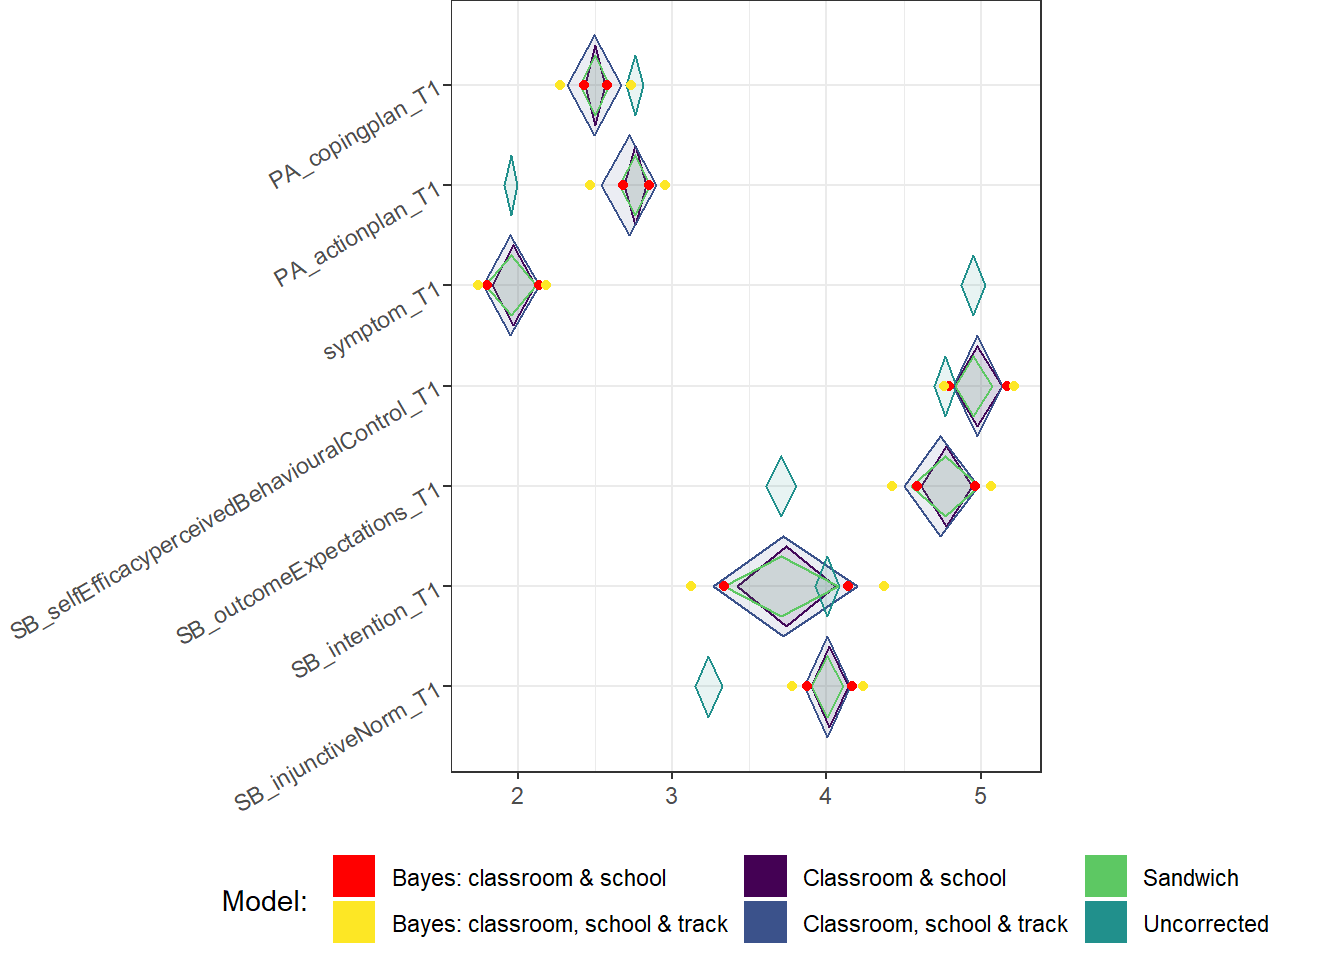 PA_copingplan_T1
PA_actionplan_T1
symptom_T1
SB_selfEfficacyperceivedBehaviouralControl_T1
SB_outcomeExpectations_T1
SB_intention_T1
SB_injunctiveNorm_T1
2 3 4 5
Model:
Bayes: classroom & school Classroom & school Sandwich
Bayes: classroom, school & track Classroom, school & track Uncorrected